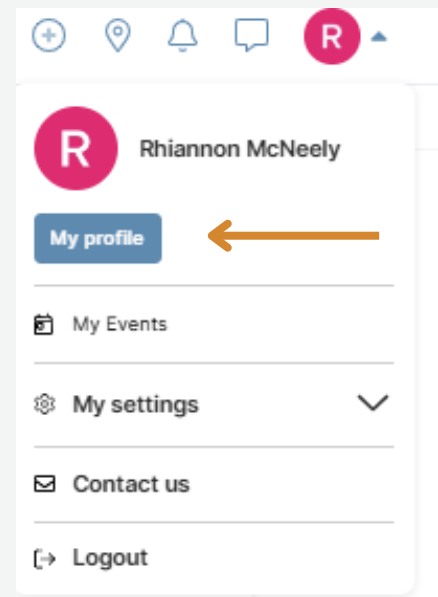 R
R
Rhiannon McNeely
My profile
My Events
My settings
Contact us
Logout